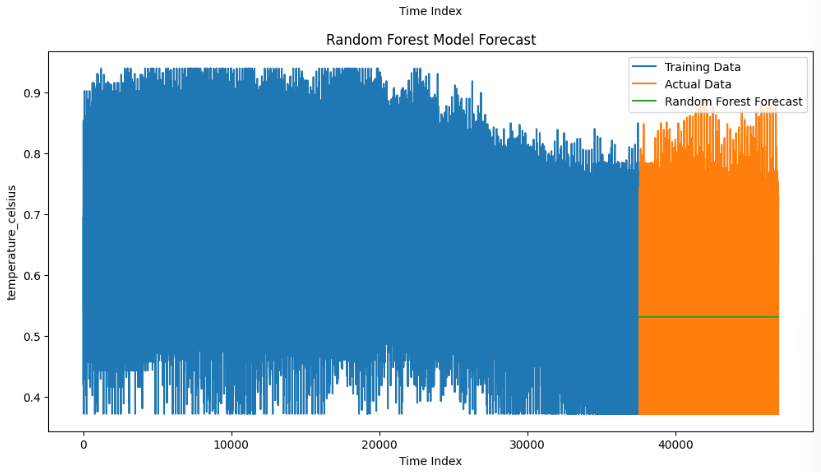 Time Index
Random Forest Model Forecast
Training Data
Actual Data
Random Forest Forecast
temperature_celsius
0.9
0.8
0.7
0.6
0.5
0.4
0 10000 20000 30000 40000
Time Index